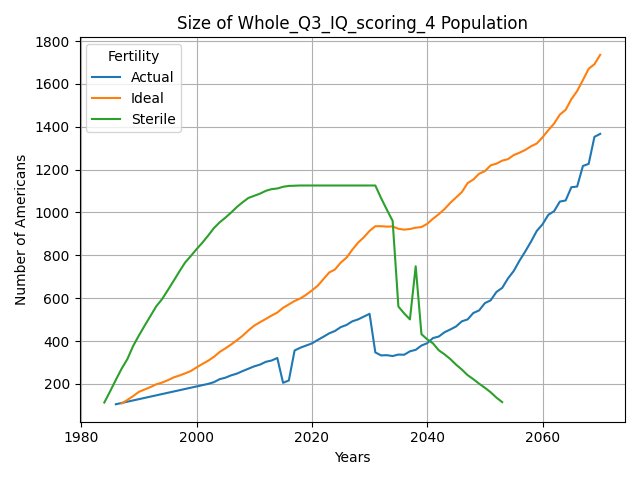 Size of Whole_Q3_IQ_scoring_4 Population
Number of Americans
1800
1600
1400
1200
1000
800
600
400
200
Fertility
Actual
Ideal
Sterile
1980
2000
2020
2040
2060
Years